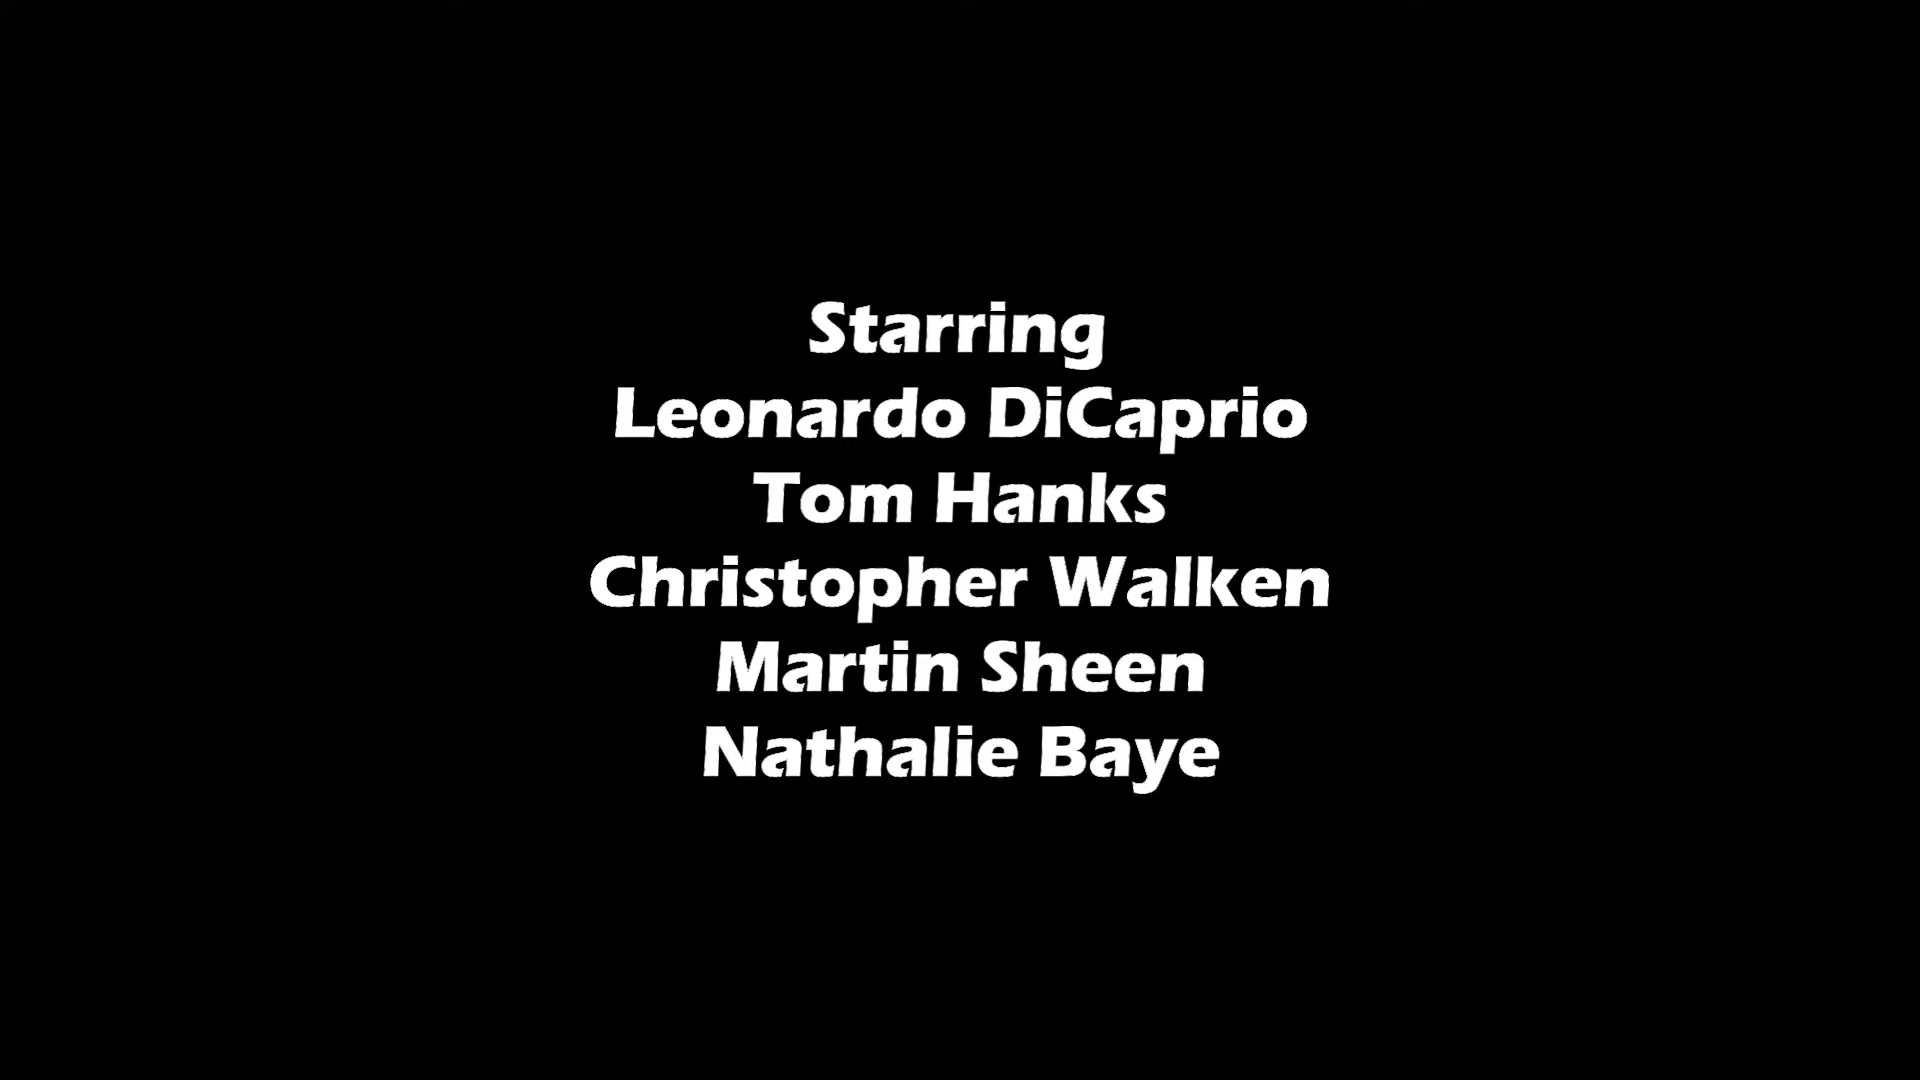 Starring
Leonardo DiCaprio
Tom Hanks
Christopher Walken
Martin Sheen
Nathalie Baye